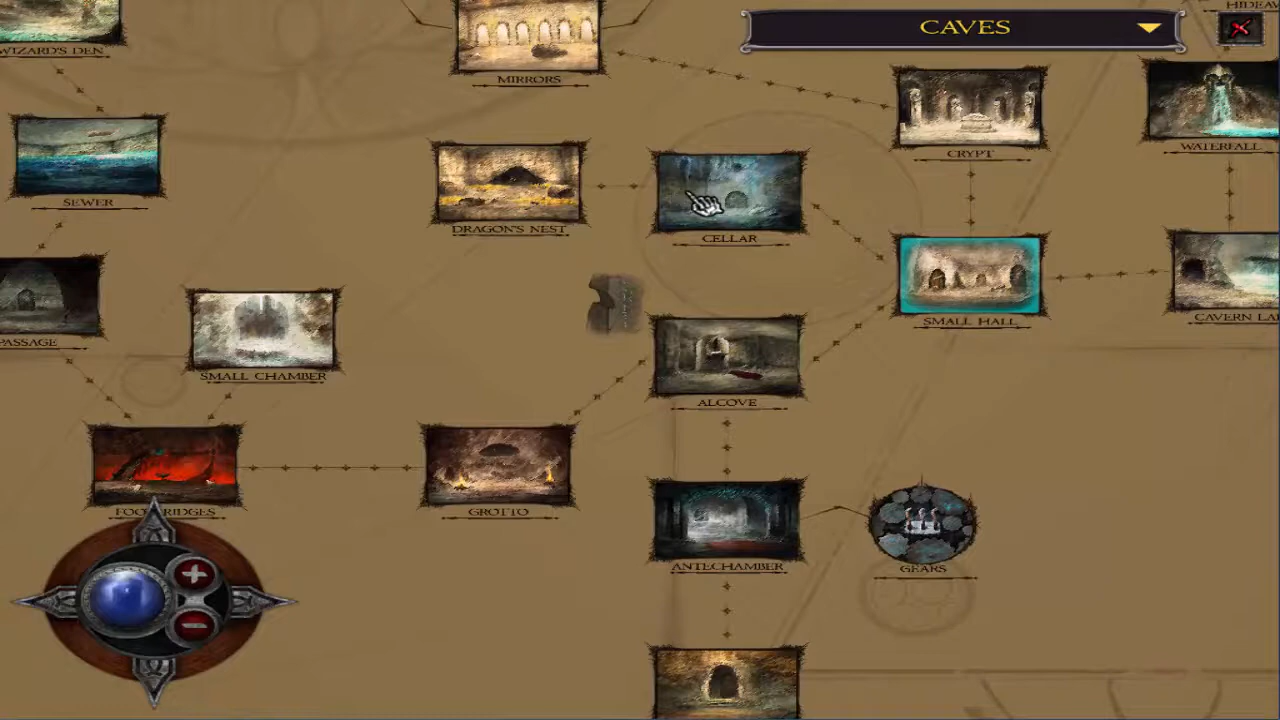 HIDEAW
CAVES
WIZARD'S DEN
MIRRORS
CRYPT
WATERFALL
SEWER
DRAGON'S NEST
CELLAR
SMALL HALL
CAVERN LA
PASSAGE
SMALL CHAMBER
ALCOVE
GROTTO
ANTECHAMBER
GEARS